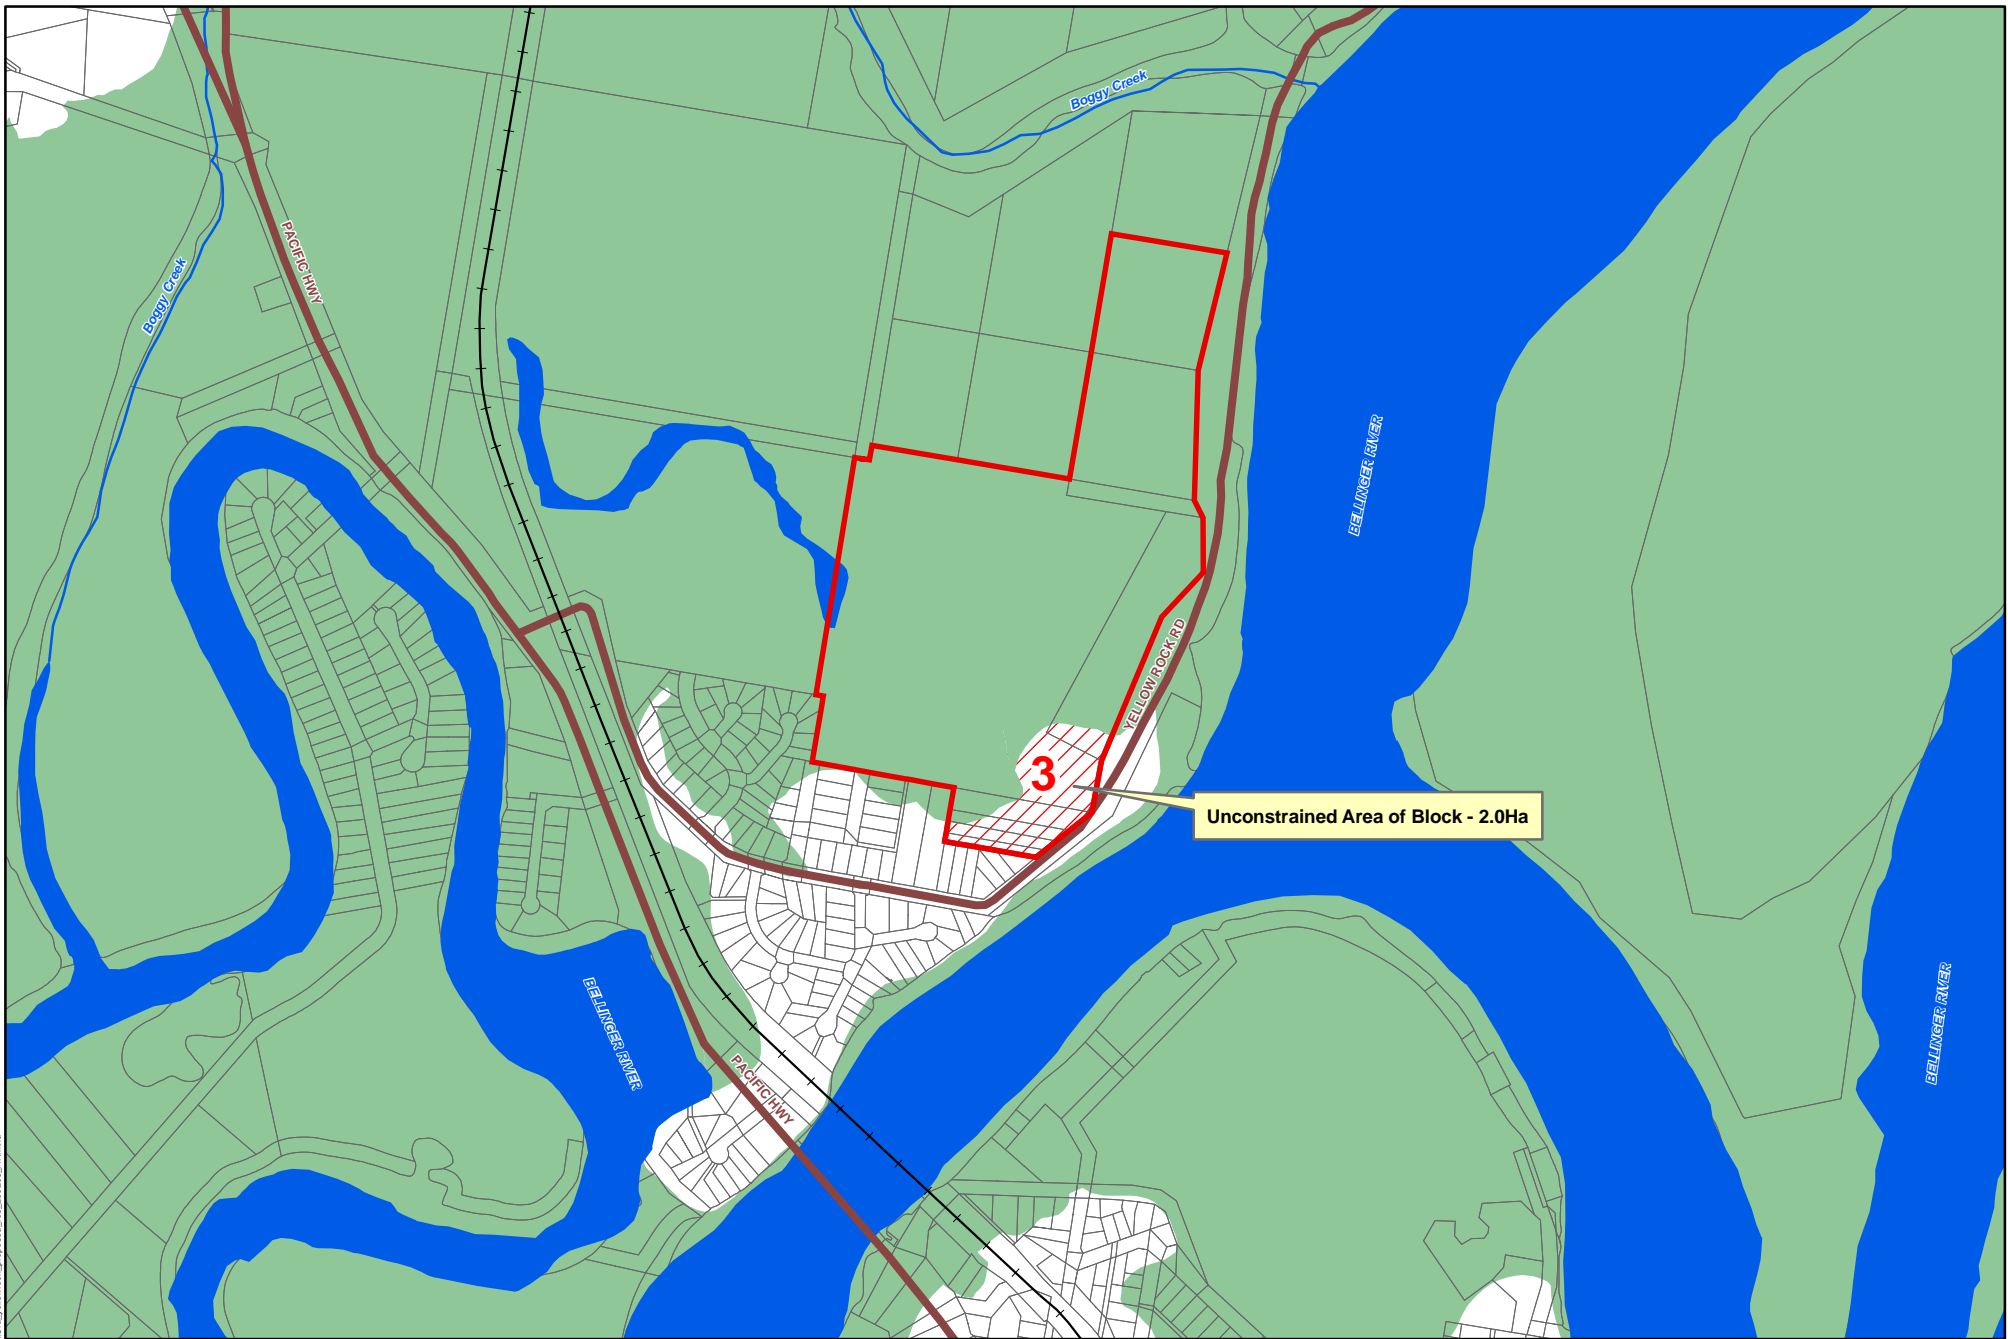 Boggy Creek
PACIFIC HWY
Boggy Creek
BELLINGER RIVER
YELLOW ROCK RD
3
Unconstrained Area of Block - 2.0Ha
BELLINGER RIVER
BELLINGER RIVER
PACIFIC HWY